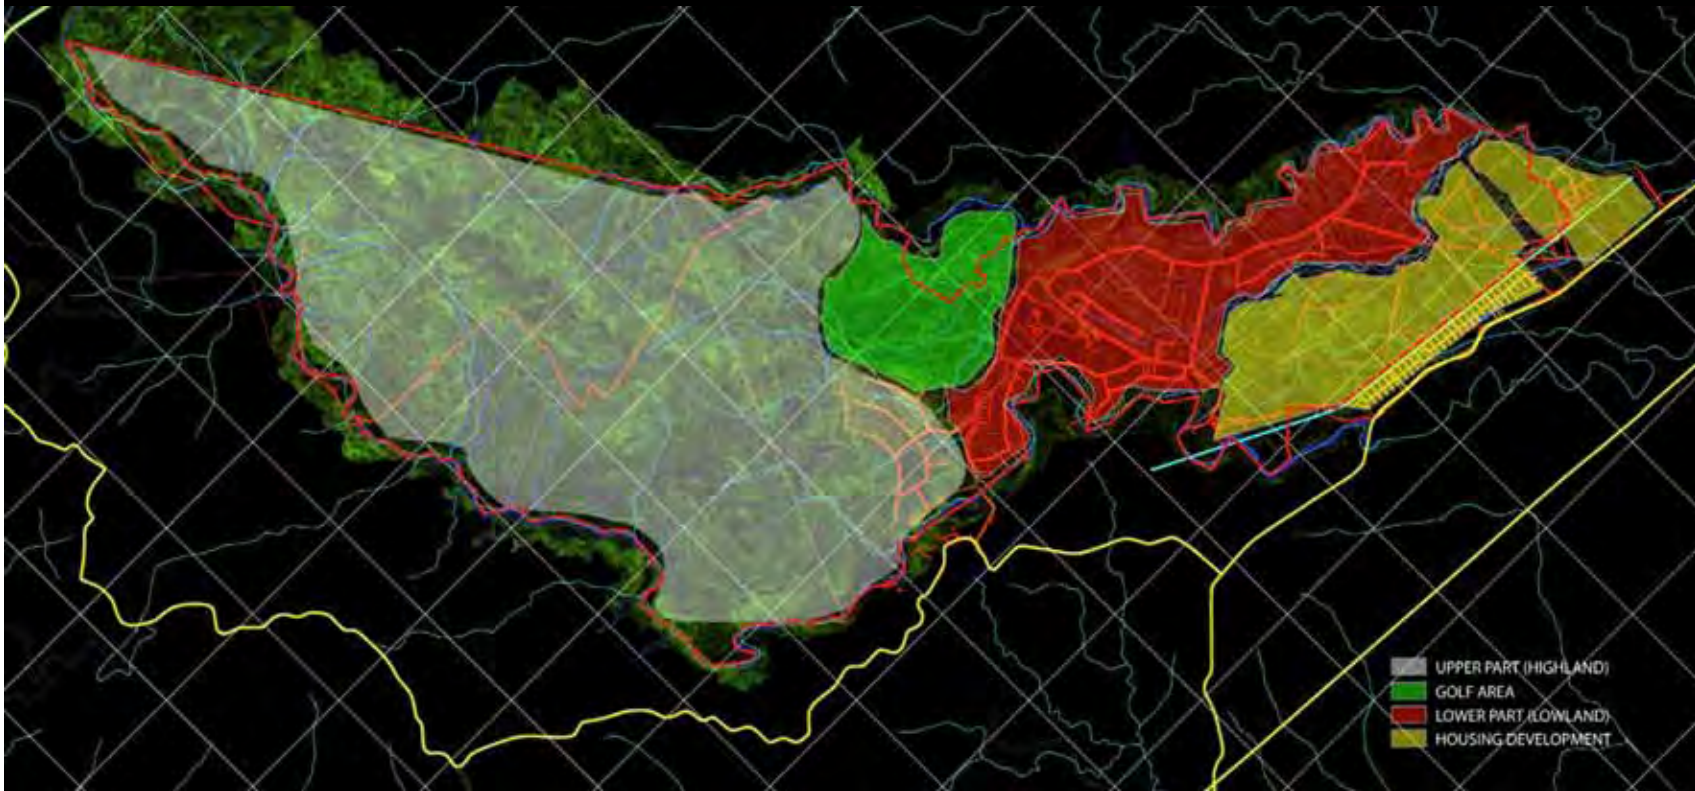 UPPER PART (HIGHLAND)
GOLF AREA
LOWER PART (LOWLAND)
HOUSING DEVELOPMENT